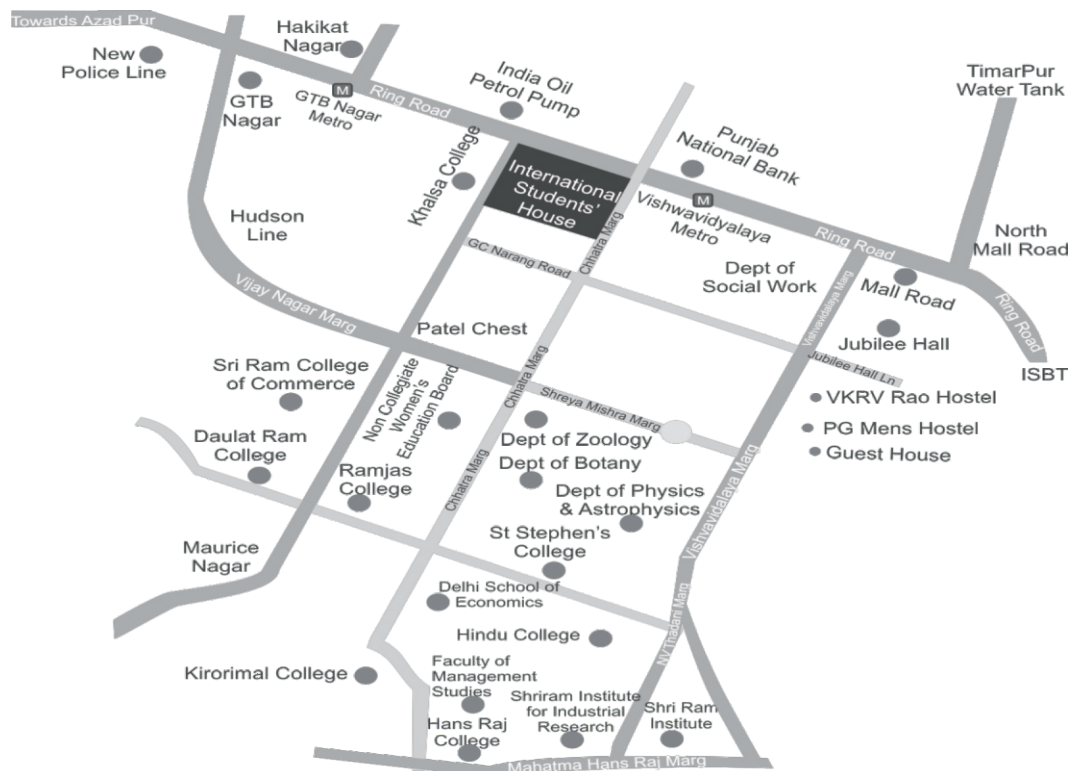 Towards Azad Pur
Hakikat
Nagar
New
Police Line
GTB
Nagar
M
GTB Nagar
Metro
Ring Road
India Oil
Petrol Pump
TimarPur
Water Tank
Khalsa College
International
Students'
House
Punjab
National Bank
M
Vishwavidyalaya
Metro
Ring Road
North
Mall Road
Hudson
Line
Chhatra Marg
GC Narang Road
Dept of
Social Work
Vishvavidalaya Marg
Mall Road
Ring Road
Vijay Nagar Marg
Patel Chest
Jubilee Hall
Jubilee Hall Ln
ISBT
Sri Ram College
of Commerce
Non Collegiate
Women's
Education Board
Chhatra Marg
Shreya Mishra Marg
VKRV Rao Hostel
PG Mens Hostel
Guest House
Daulat Ram
College
Ramjas
College
Chhatra Marg
Dept of Zoology
Dept of Botany
Dept of Physics
& Astrophysics
Vishvavidalaya Marg
St Stephen's
College
Maurice
Nagar
Delhi School of
Economics
Hindu College
NV Thadani Marg
Kirorimal College
Faculty of
Management
Studies
Hans Raj
College
Shriram Institute
for Industrial
Research
Shri Ram
Institute
Mahatma Hans Raj Marg